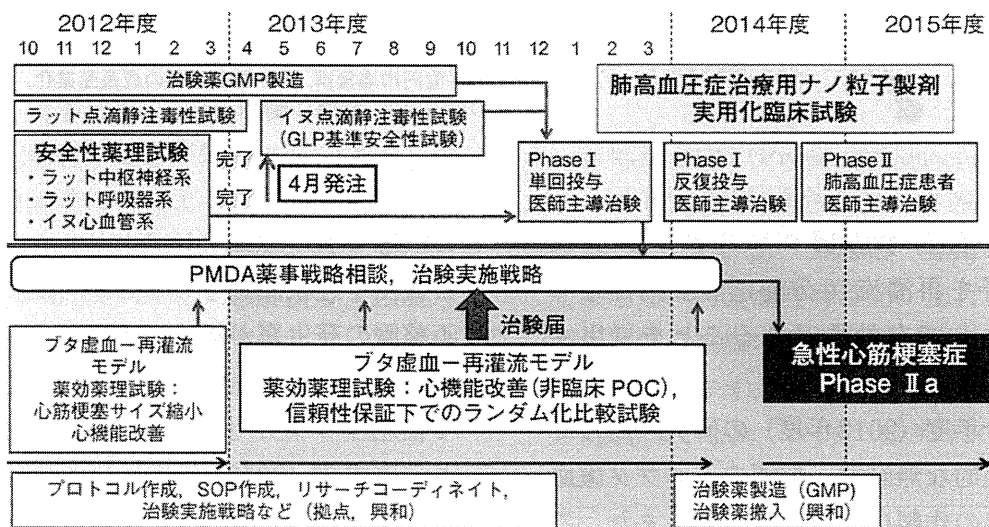 2012年度
2013年度
2014年度
2015年度
10 11 12 1 2 3 4 5 6 7 8 9 10 11 12 1 2 3
治験薬GMP製造
ラット点滴静注毒性試験
イヌ点滴静注毒性試験
(GLP基準安全性試験)
肺高血圧症治療用ナノ粒子製剤
実用化臨床試験
安全性薬理試験
・ラット中枢神経系
・ラット呼吸器系
・イヌ心血管系
完了
完了
4月発注
Phase Ⅰ
単回投与
医師主導治験
Phase Ⅰ
反復投与
医師主導治験
Phase Ⅱ
肺高血圧症患者
医師主導治験
PMDA薬事戦略相談，治験実施戦略
治験届
ブタ虚血ー再灌流
モデル
薬効薬理試験：
心筋梗塞サイズ縮小
心機能改善
ブタ虚血ー再灌流モデル
薬効薬理試験：心機能改善(非臨床 POC)，
信頼性保証下でのランダム化比較試験
急性心筋梗塞症
Phase Ⅱa
プロトコル作成，SOP作成，リサーチコーディネイト，
治験実施戦略など（拠点，興和）
治験薬製造（GMP）
治験薬搬入（興和）